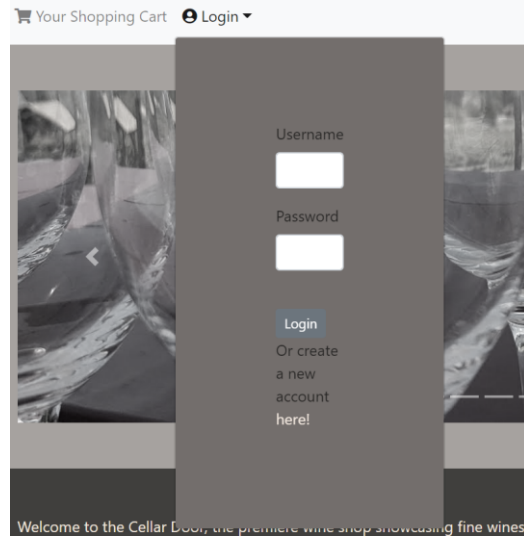 Your Shopping Cart Login
Username
Password
Login
Or create
a new
account
here!
Welcome to the Cellar Door, the premiere wine shop showcasing fine wines